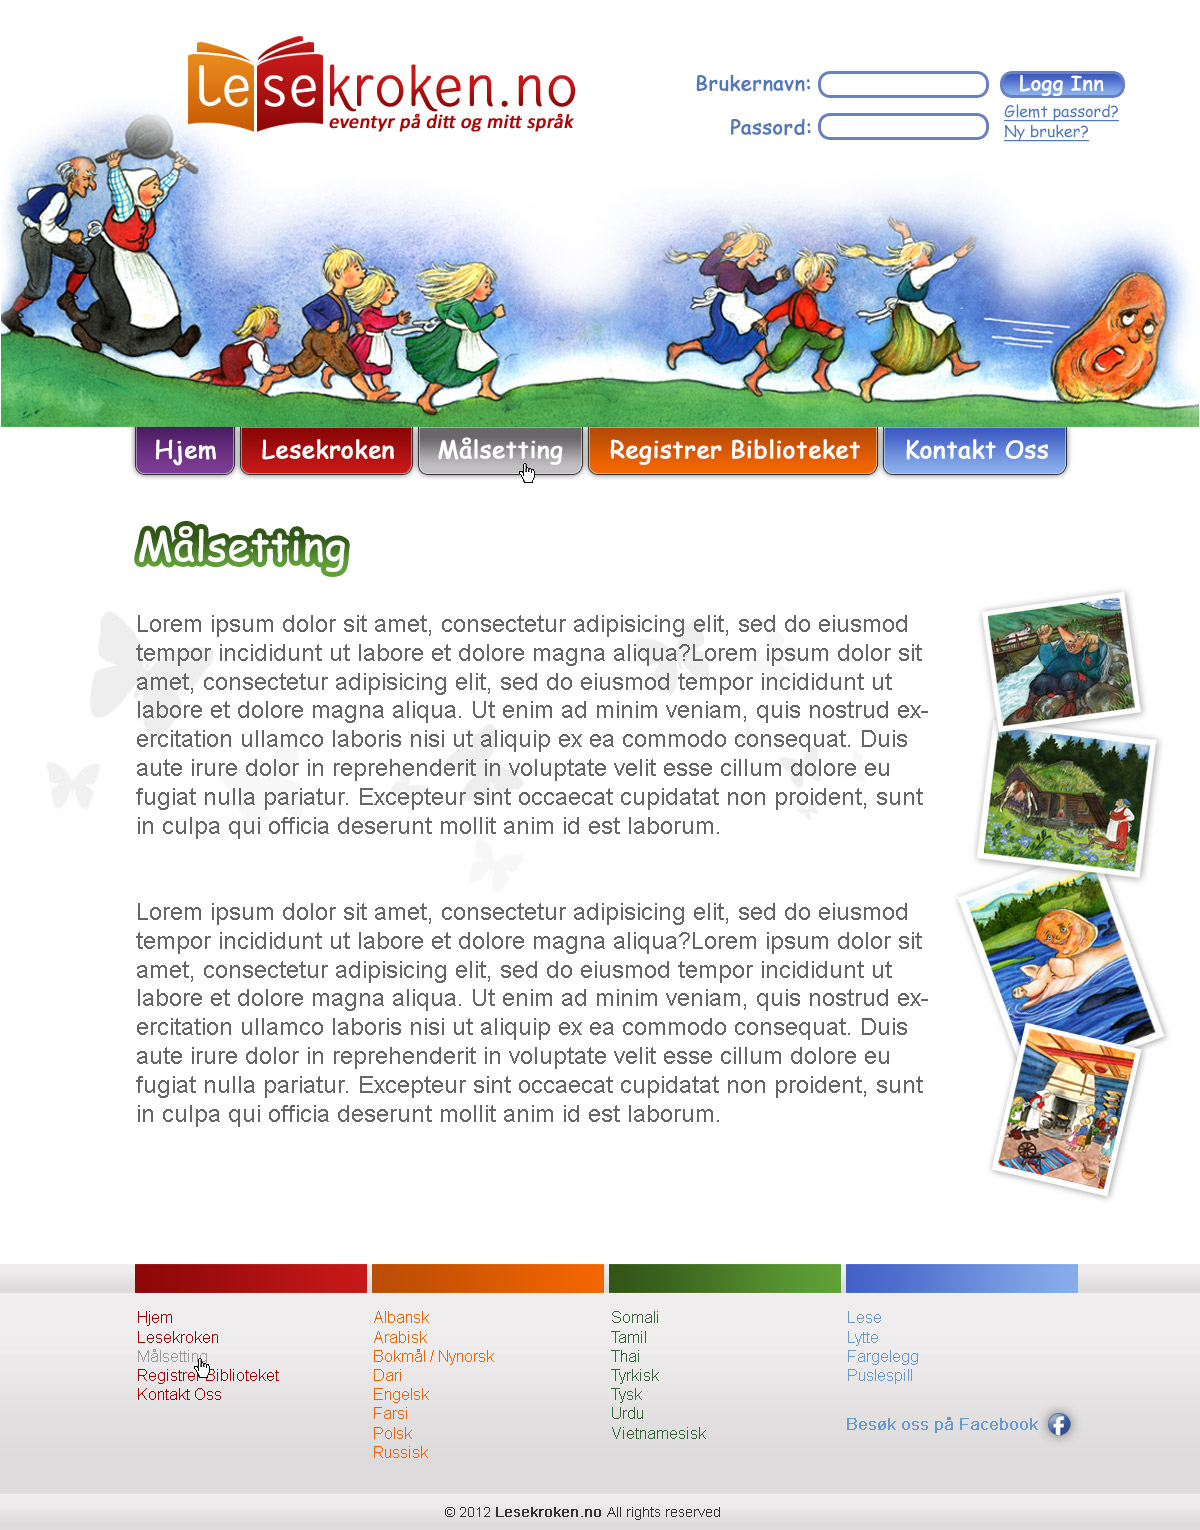 Lesekroken.no
eventyr på ditt og mitt språk
Brukernavn:
Logg Inn
Passord:
Glemt passord?
Ny bruker?
Hjem
Lesekroken
Målsetting
Registrer Biblioteket
Kontakt Oss
Målsetting
Lorem ipsum dolor sit amet, consectetur adipisicing elit, sed do eiusmod
tempor incididunt ut labore et dolore magna aliqua?Lorem ipsum dolor sit
amet, consectetur adipisicing elit, sed do eiusmod tempor incididunt ut
labore et dolore magna aliqua. Ut enim ad minim veniam, quis nostrud ex-
ercitation ullamco laboris nisi ut aliquip ex ea commodo consequat. Duis
aute irure dolor in reprehenderit in voluptate velit esse cillum dolore eu
fugiat nulla pariatur. Excepteur sint occaecat cupidatat non proident, sunt
in culpa qui officia deserunt mollit anim id est laborum.
Lorem ipsum dolor sit amet, consectetur adipisicing elit, sed do eiusmod
tempor incididunt ut labore et dolore magna aliqua?Lorem ipsum dolor sit
amet, consectetur adipisicing elit, sed do eiusmod tempor incididunt ut
labore et dolore magna aliqua. Ut enim ad minim veniam, quis nostrud ex-
ercitation ullamco laboris nisi ut aliquip ex ea commodo consequat. Duis
aute irure dolor in reprehenderit in voluptate velit esse cillum dolore eu
fugiat nulla pariatur. Excepteur sint occaecat cupidatat non proident, sunt
in culpa qui officia deserunt mollit anim id est laborum.
Hjem
Lesekroken
Målsetting
Registrer Biblioteket
Kontakt Oss
Albansk
Arabisk
Bokmål / Nynorsk
Dari
Engelsk
Farsi
Polsk
Russisk
Somali
Tamil
Thai
Tyrkisk
Tysk
Urdu
Vietnamesisk
Lese
Lytte
Fargelegg
Puslespill
Besøk oss på Facebook
© 2012 Lesekroken.no All rights reserved